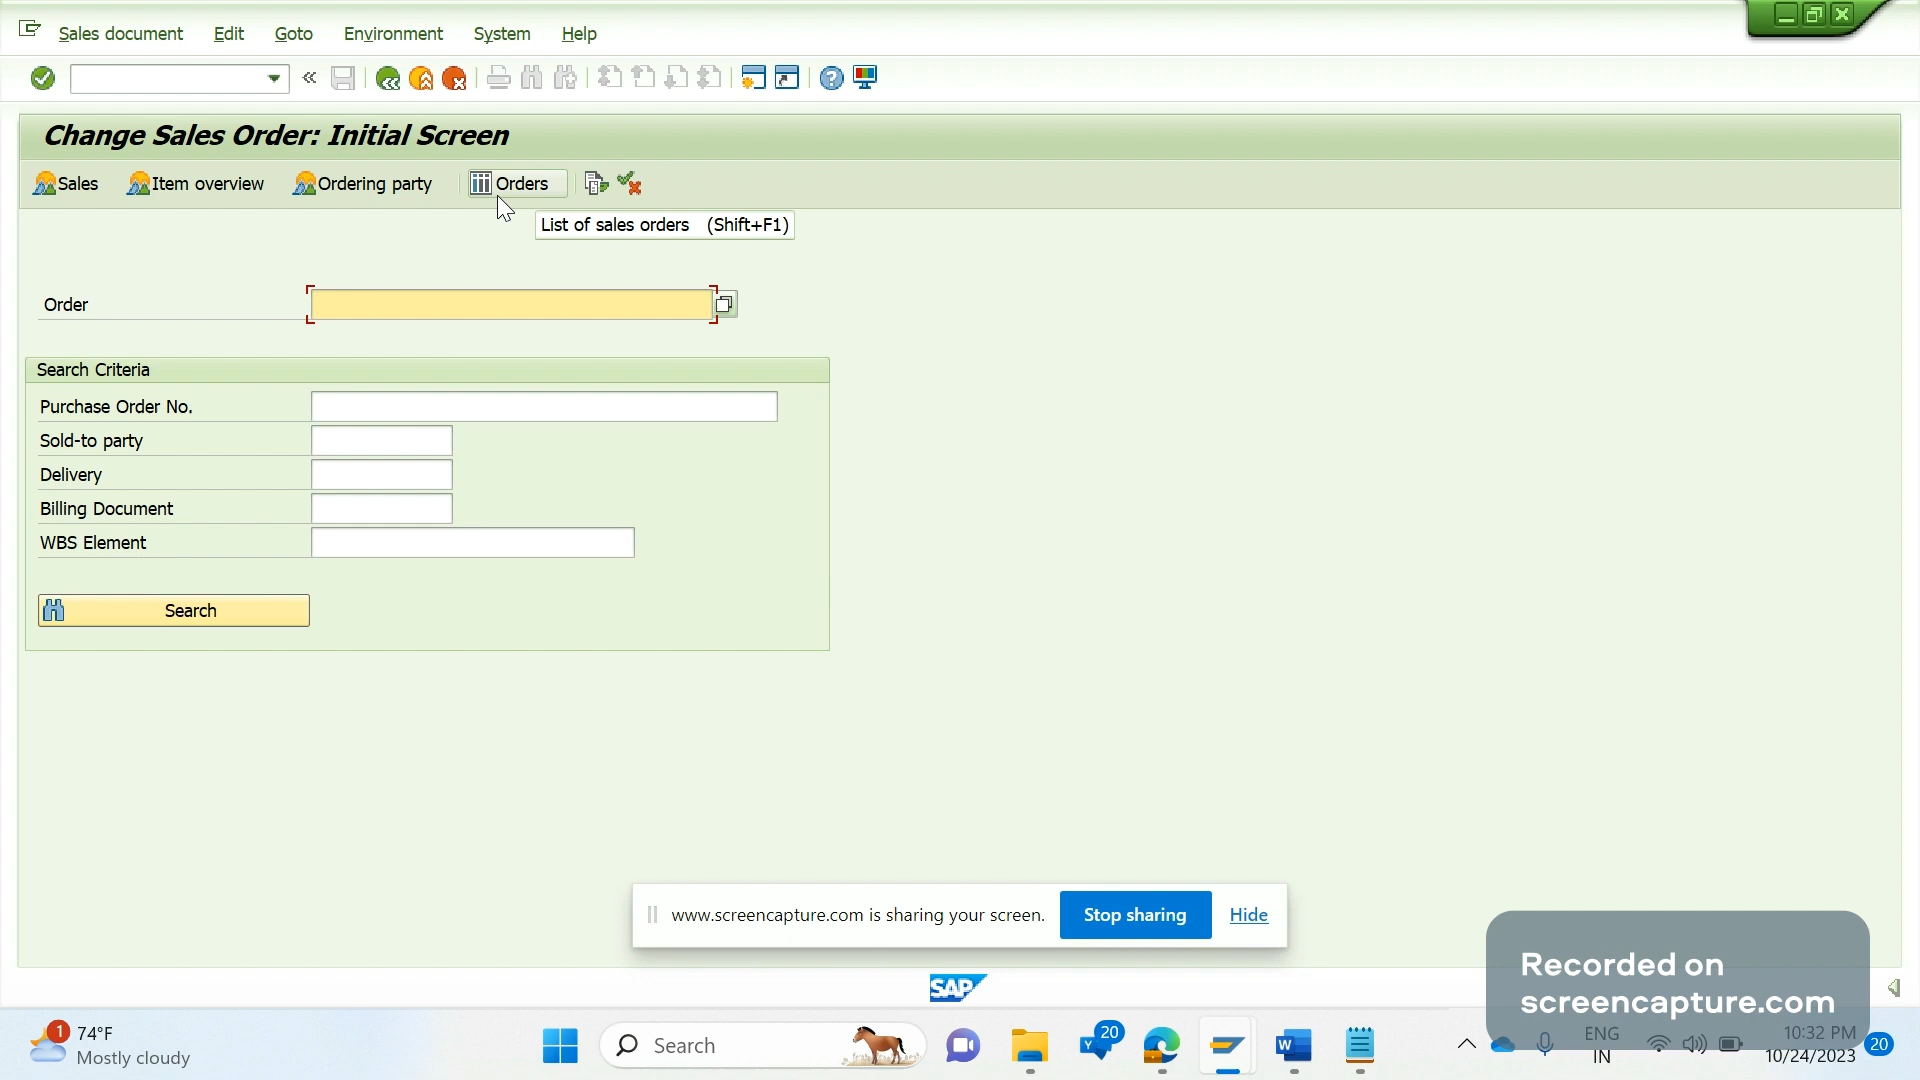 Sales document Edit Goto Environment System Help
Change Sales Order: Initial Screen
Sales Item overview Ordering party Orders
List of sales orders (Shift+F1)
Order
Search Criteria
Purchase Order No.
Sold-to party
Delivery
Billing Document
WBS Element
Search
www.screencapture.com is sharing your screen. Stop sharing Hide
Recorded on
screencapture.com
SAP
1 74°F
Mostly cloudy
Search
20
W
ENG
IN
10:32 PM
10/24/2023
20